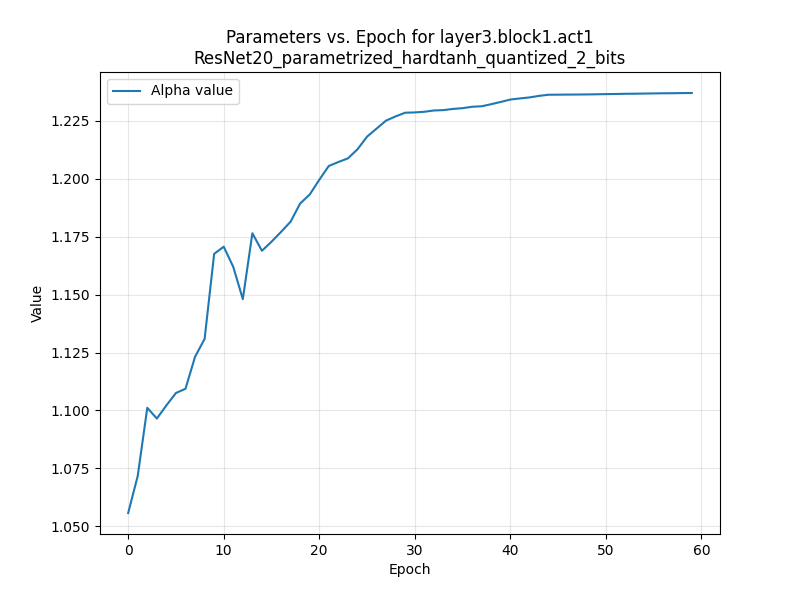 Parameters vs. Epoch for layer3.block1.act1
ResNet20_parametrized_hardtanh_quantized_2_bits
Alpha value
1.225
1.200
1.175
1.150
1.125
1.100
1.075
1.050
Value
0 10 20 30 40 50 60
Epoch